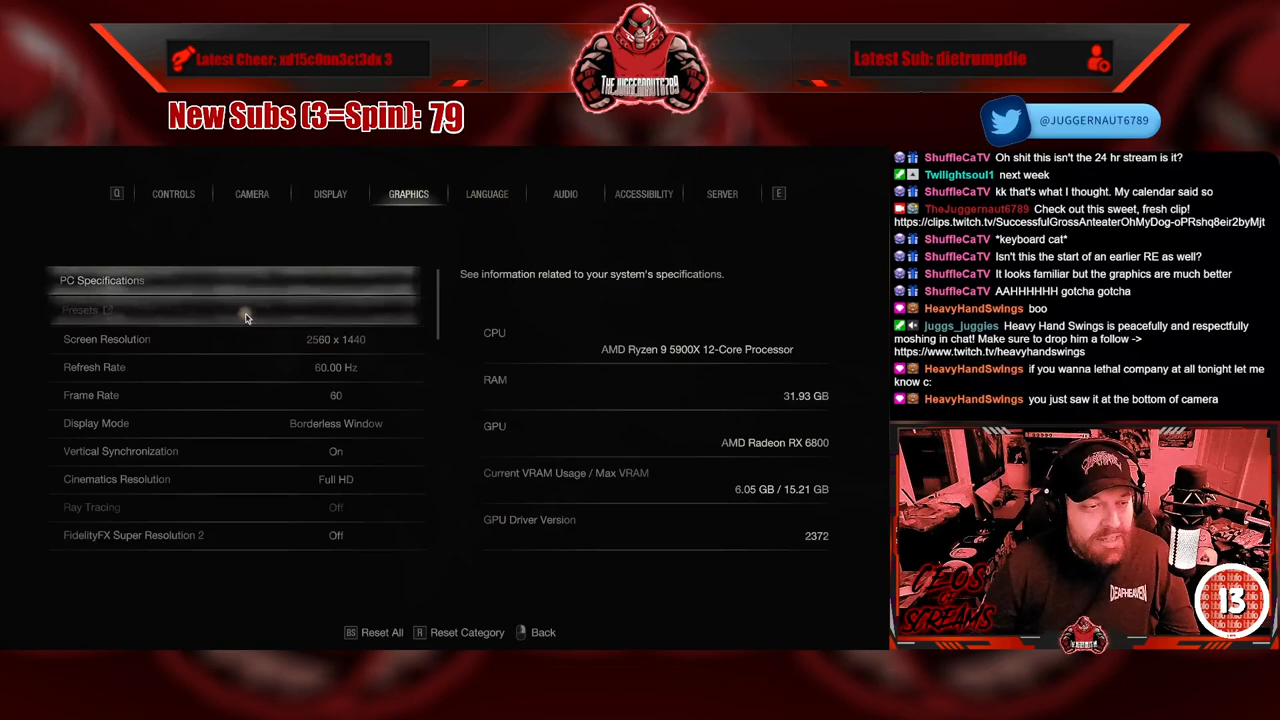 Latest Cheer: xd15c0nn3ct3dx 3
THEJUGGERNAUT6789
Latest Sub: dietrumpdie
New Subs (3=Spin): 79
@JUGGERNAUT6789
Q CONTROLS CAMERA DISPLAY GRAPHICS LANGUAGE AUDIO ACCESSIBILITY SERVER E
PC Specifications
Presets
Screen Resolution 2560 x 1440
Refresh Rate 60.00 Hz
Frame Rate 60
Display Mode Borderless Window
Vertical Synchronization On
Cinematics Resolution Full HD
Ray Tracing Off
FidelityFX Super Resolution 2 Off
See information related to your system's specifications.
CPU
AMD Ryzen 9 5900X 12-Core Processor
RAM
31.93 GB
GPU
AMD Radeon RX 6800
Current VRAM Usage / Max VRAM
6.05 GB / 15.21 GB
GPU Driver Version
2372
BS Reset All R Reset Category Back
ShuffleCaTV Oh shit this isn't the 24 hr stream is it?
Twilightsoul1 next week
ShuffleCaTV kk that's what I thought. My calendar said so
TheJuggernaut6789 Check out this sweet, fresh clip!
https://clips.twitch.tv/SuccessfulGrossAnteaterOhMyDog-oPRshq8eir2byMjt
ShuffleCaTV *keyboard cat*
ShuffleCaTV Isn't this the start of an earlier RE as well?
ShuffleCaTV It looks familiar but the graphics are much better
ShuffleCaTV AAHHHHHH gotcha gotcha
HeavyHandSwings boo
juggs_juggles Heavy Hand Swings is peacefully and respectfully
moshing in chat! Make sure to drop him a follow ->
https://www.twitch.tv/heavyhandswings
HeavyHandSwings if you wanna lethal company at all tonight let me
know c:
HeavyHandSwings you just saw it at the bottom of camera
DEAFHEAVEN
CEOS
OF
SCREAMS
13